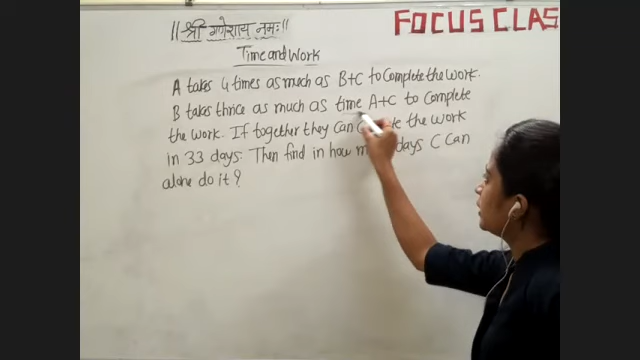 ||श्री गणेशाय नमः||
FOCUS CLAS
Time and Work
A takes 4 times as much as B+C to Complete the work.
B takes thrice as much as time A+C to Complete
the work. If together they Can the work
in 33 days. Then find in how days C Can
alone do it?